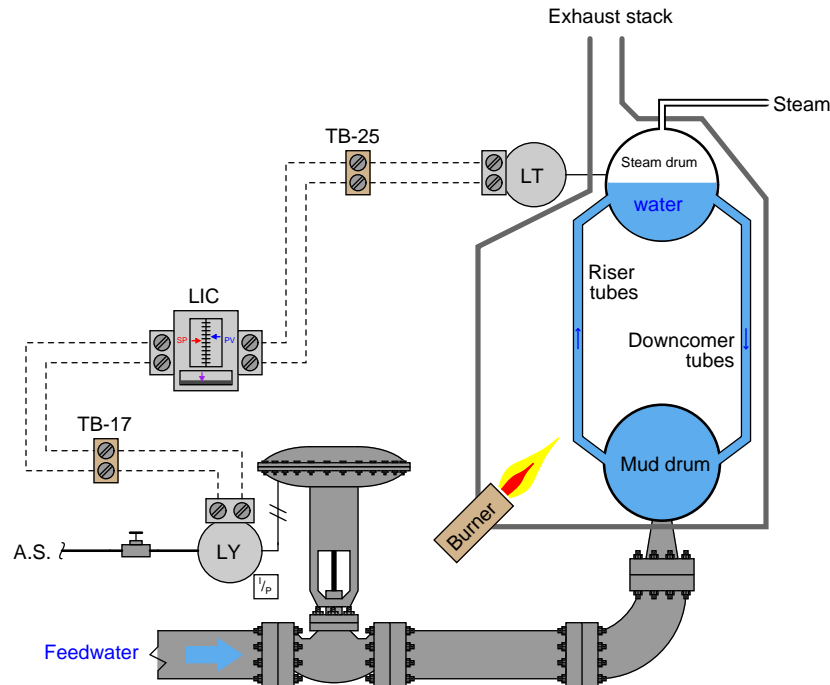 Exhaust stack
Steam
TB-25
LT
Steam drum
water
LIC
SP
PV
Riser
tubes
Downcomer
tubes
TB-17
Mud drum
Burner
A.S.
LY
I/P
Feedwater